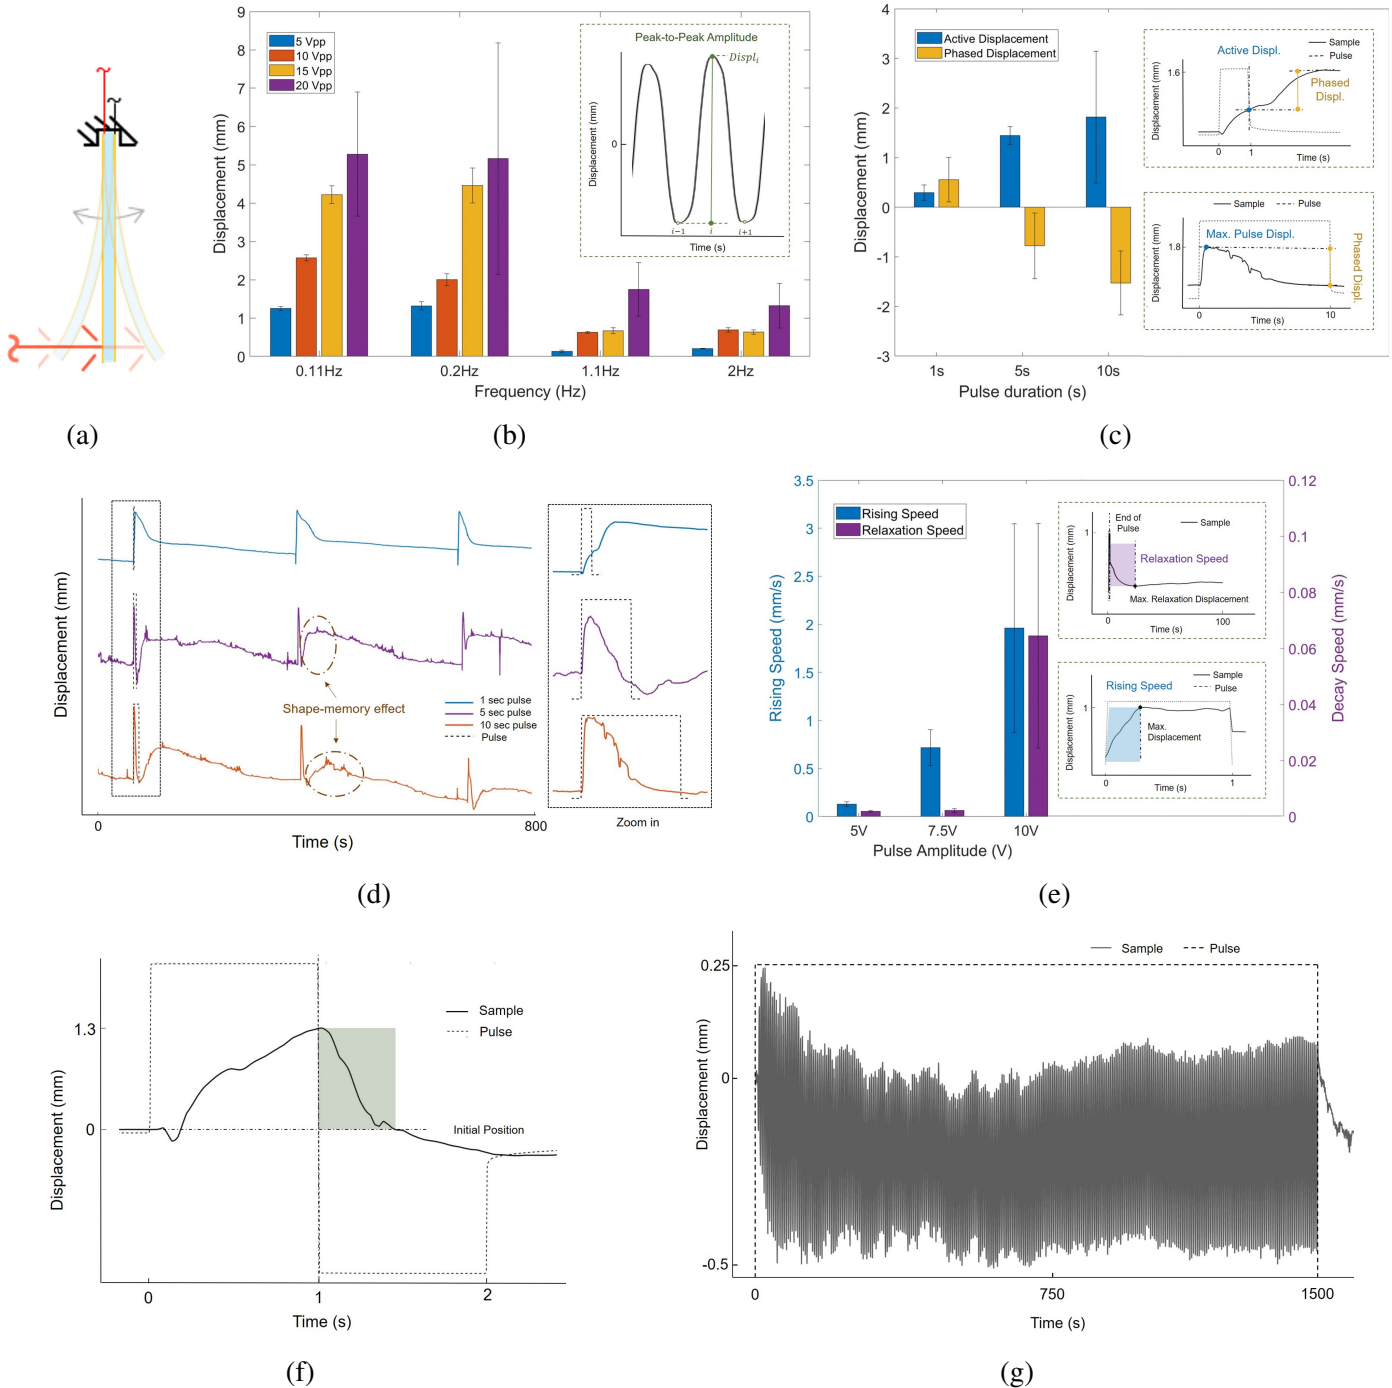 9
8
7
6
5
4
3
2
1
0
Displacement (mm)
5 Vpp
10 Vpp
15 Vpp
20 Vpp
0.11Hz
0.2Hz
1.1Hz
2Hz
Frequency (Hz)
Peak-to-Peak Amplitude
Displ_i
Displacement (mm)
0
i−1
i
i+1
Time (s)
4
3
2
1
0
-1
-2
-3
Displacement (mm)
Active Displacement
Phased Displacement
1s
5s
10s
Pulse duration (s)
Sample
Pulse
Active Displ.
Phased
Displ.
1.6
Displacement (mm)
0
1
Time (s)
Sample
Pulse
Max. Pulse Displ.
Phased Displ.
1.8
Displacement (mm)
0
10
Time (s)
(a)
(b)
(c)
Displacement (mm)
Shape-memory effect
1 sec pulse
5 sec pulse
10 sec pulse
Pulse
0
800
Time (s)
Zoom in
3.5
3
2.5
2
1.5
1
0.5
0
Rising Speed (mm/s)
Rising Speed
Relaxation Speed
5V
7.5V
10V
Pulse Amplitude (V)
0.12
0.1
0.08
0.06
0.04
0.02
0
Decay Speed (mm/s)
End of
Pulse
Sample
1
Relaxation Speed
Max. Relaxation Displacement
Displacement (mm)
0
100
Time (s)
Rising Speed
Sample
Pulse
1
Max.
Displacement
Displacement (mm)
0
1
Time (s)
(d)
(e)
1.3
0
Displacement (mm)
Sample
Pulse
Initial Position
0
1
2
Time (s)
Sample
Pulse
0.25
0
-0.5
Displacement (mm)
0
750
1500
Time (s)
(f)
(g)